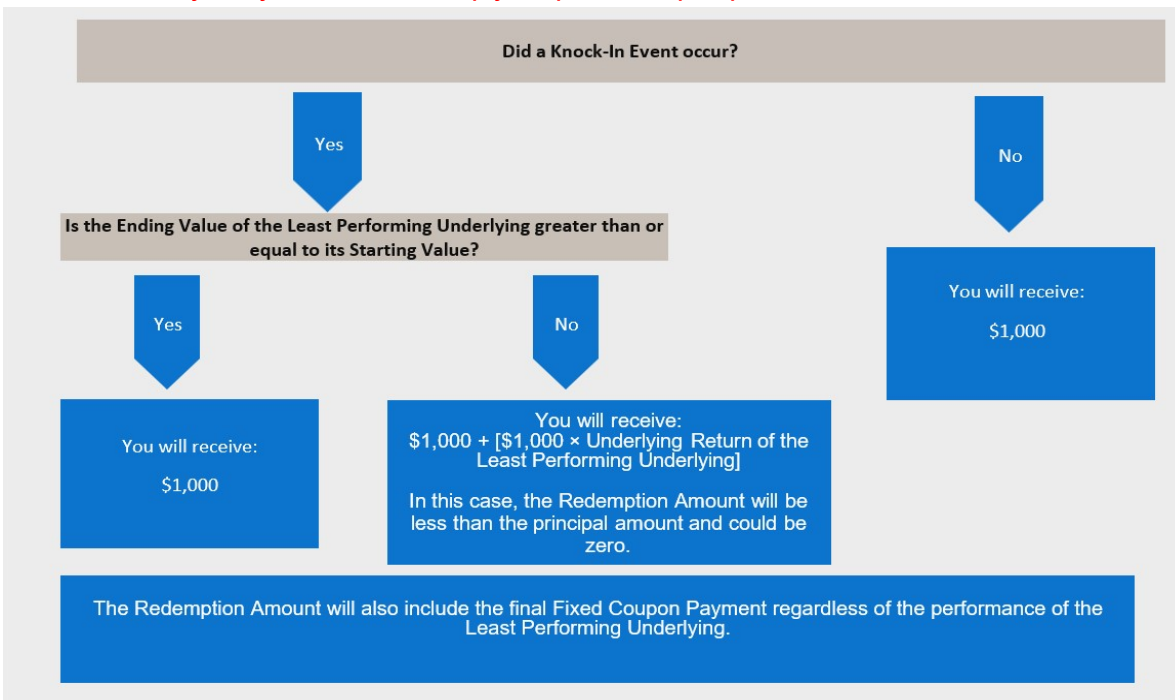 Did a Knock-In Event occur?
Yes
No
Is the Ending Value of the Least Performing Underlying greater than or
equal to its Starting Value?
Yes
No
You will receive:
$1,000
You will receive:
$1,000
You will receive:
$1,000 + [$1,000 × Underlying Return of the
Least Performing Underlying]
In this case, the Redemption Amount will be
less than the principal amount and could be
zero.
The Redemption Amount will also include the final Fixed Coupon Payment regardless of the performance of the
Least Performing Underlying.